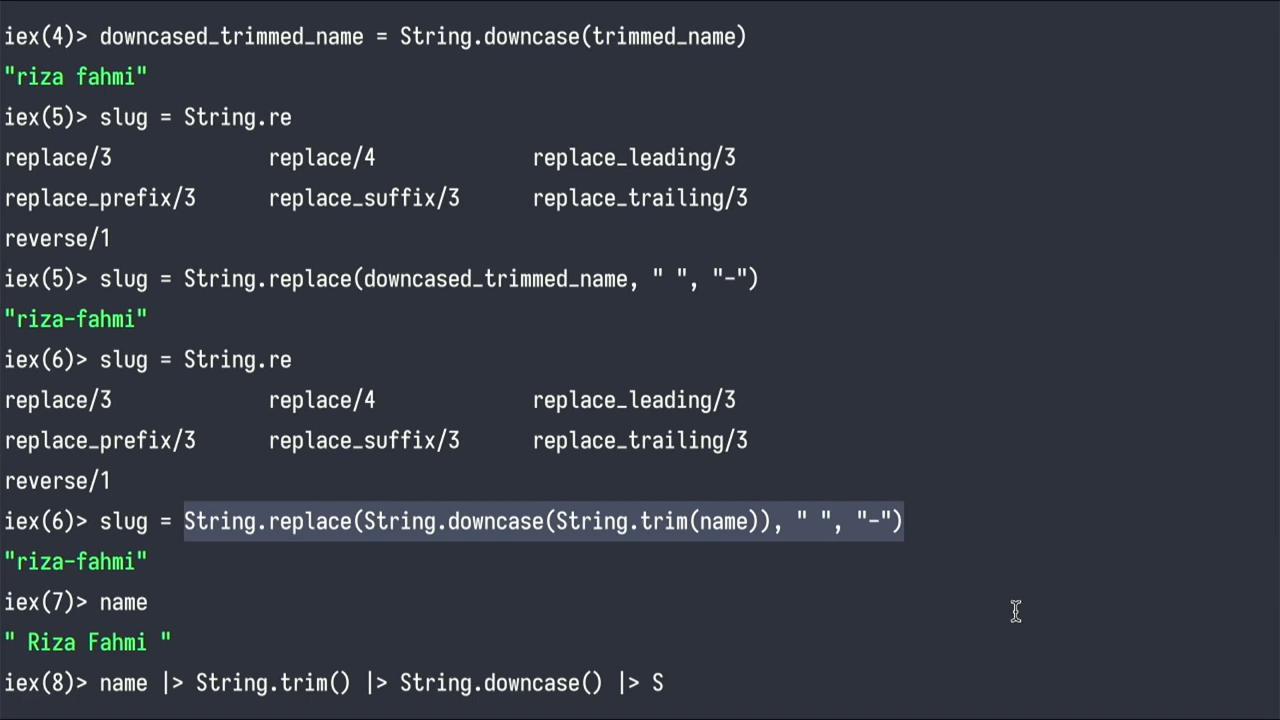 iex(4)> downcased_trimmed_name = String.downcase(trimmed_name)
"riza fahmi"
iex(5)> slug = String.re
replace/3 replace/4 replace_leading/3
replace_prefix/3 replace_suffix/3 replace_trailing/3
reverse/1
iex(5)> slug = String.replace(downcased_trimmed_name, " ", "-")
"riza-fahmi"
iex(6)> slug = String.re
replace/3 replace/4 replace_leading/3
replace_prefix/3 replace_suffix/3 replace_trailing/3
reverse/1
iex(6)> slug = String.replace(String.downcase(String.trim(name)), " ", "-")
"riza-fahmi"
iex(7)> name
" Riza Fahmi "
iex(8)> name |> String.trim() |> String.downcase() |> S